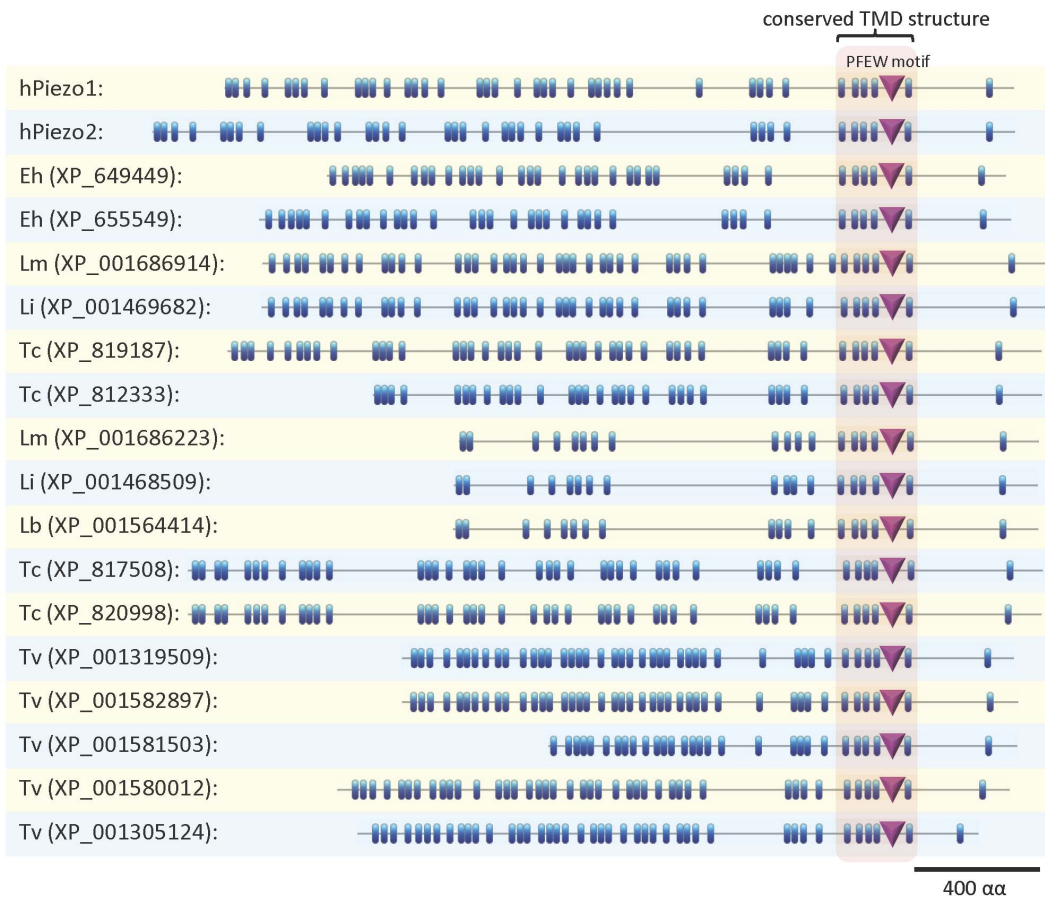 conserved TMD structure
PFEW motif
hPiezo1:
hPiezo2:
Eh (XP_649449):
Eh (XP_655549):
Lm (XP_001686914):
Li (XP_001469682):
Tc (XP_819187):
Tc (XP_812333):
Lm (XP_001686223):
Li (XP_001468509):
Lb (XP_001564414):
Tc (XP_817508):
Tc (XP_820998):
Tv (XP_001319509):
Tv (XP_001582897):
Tv (XP_001581503):
Tv (XP_001580012):
Tv (XP_001305124):
400 αα